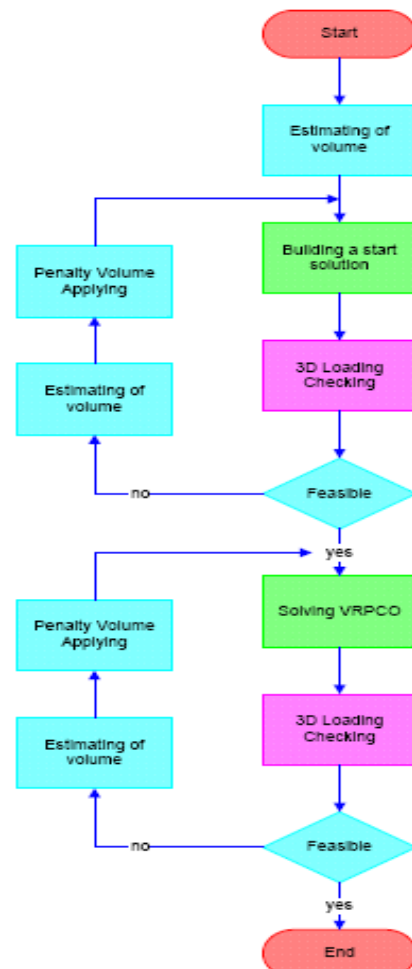 Start
Estimating of
volume
Building a start
solution
Penalty Volume
Applying
3D Loading
Checking
Estimating of
volume
no
Feasible
yes
Solving VRPCO
Penalty Volume
Applying
3D Loading
Checking
Estimating of
volume
no
Feasible
yes
End